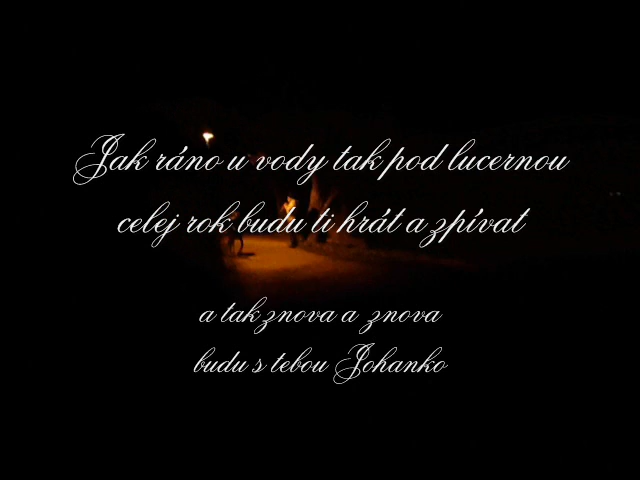 Jak ráno u vody tak pod lucernou
celej rok budu ti hrát a zpívat
a tak znova a znova
budu s tebou Johanko